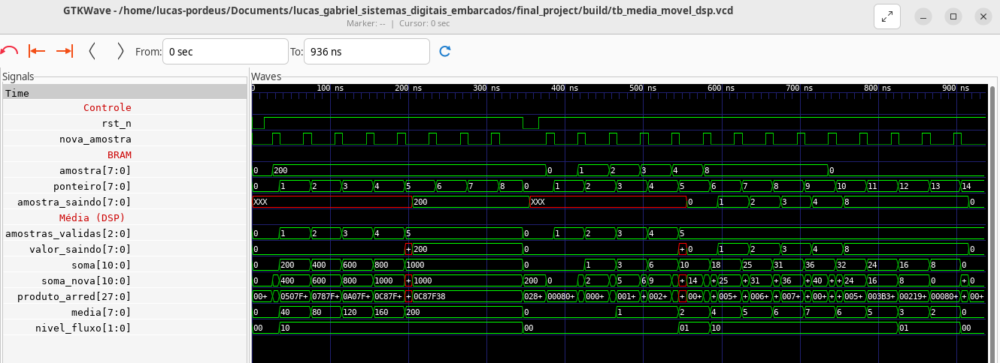 GTKWave - /home/lucas-pordeus/Documents/lucas_gabriel_sistemas_digitais_embarcados/final_project/build/tb_media_movel_dsp.vcd
Marker: -- | Cursor: 0 sec
From: 0 sec To: 936 ns
Signals Waves
Time 0 100 ns 200 ns 300 ns 400 ns 500 ns 600 ns 700 ns 800 ns 900 ns
Controle
rst_n
nova_amostra
BRAM
amostra[7:0] 0 200 0 1 2 3 4 8 0
ponteiro[7:0] 0 1 2 3 4 5 6 7 8 0 1 2 3 4 5 6 7 8 9 10 11 12 13 14
amostra_saindo[7:0] XXX 200 XXX 0 1 2 3 4 8 0
Média (DSP)
amostras_validas[2:0] 0 1 2 3 4 5 0 1 2 3 4 5
valor_saindo[7:0] 0 + 200 0 + 0 1 2 3 4 8 0
soma[10:0] 0 200 400 600 800 1000 0 1 3 6 10 18 25 31 36 32 24 16 8 0
soma_nova[10:0] 0 400 600 800 1000 + 1000 200 0 2 5 6 9 + 14 + 25 + 31 + 36 + 40 + + 24 16 8 0 + 0
produto_arred[27:0] 00+ 0507F+ 0787F+ 0A07F+ 0C87F+ + 0C87F38 028+ 00080+ 000+ 001+ 002+ + 00+ + 005+ + 006+ + 007+ + 00+ + + 005+ 003B3+ 00219+ 00080+ + 00+
media[7:0] 0 40 80 120 160 200 0 1 2 4 5 6 7 6 5 3 2 0
nivel_fluxo[1:0] 00 10 00 01 10 01 00